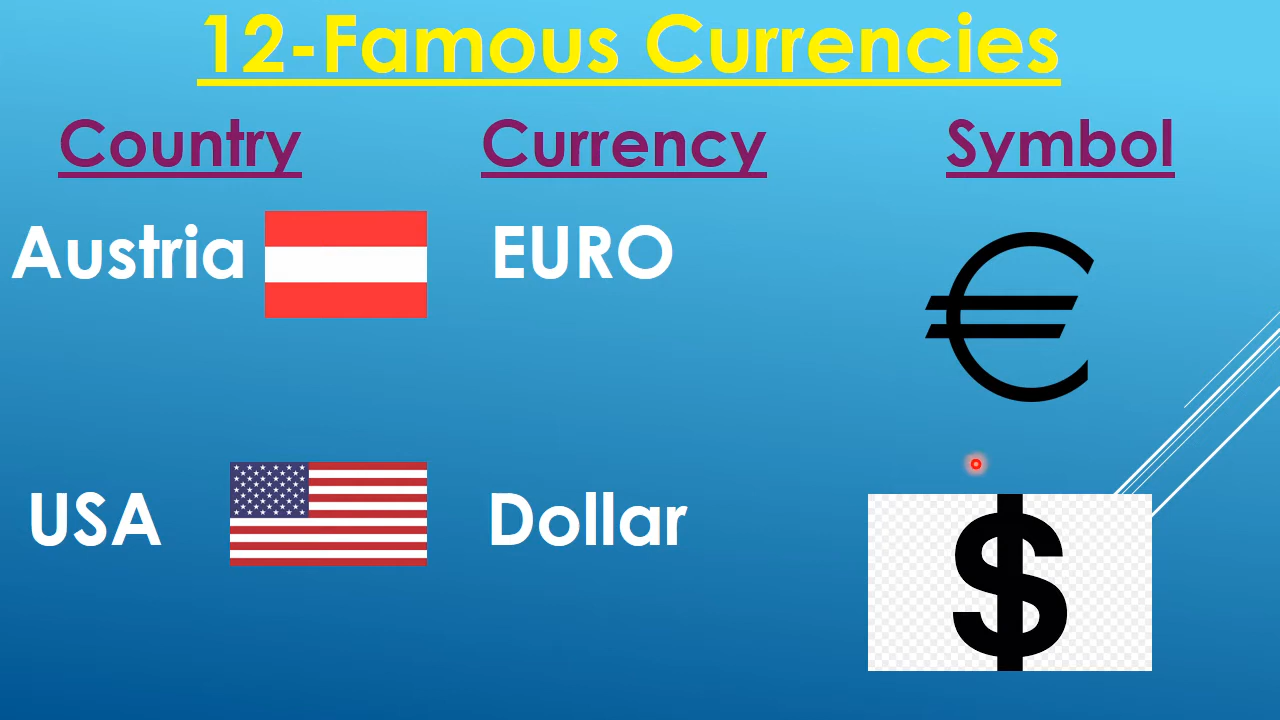 12-Famous Currencies
Country Currency Symbol
Austria EURO €
USA Dollar $